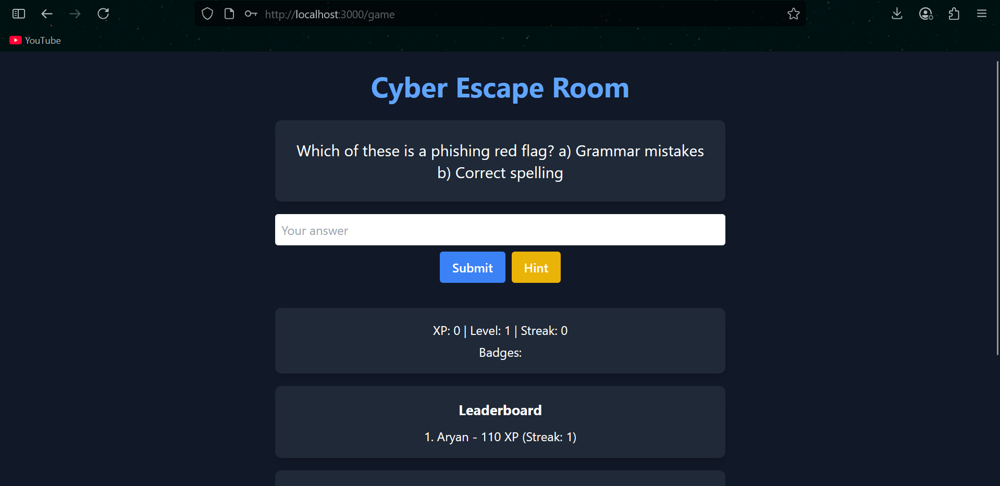 http://localhost:3000/game
YouTube
Cyber Escape Room
Which of these is a phishing red flag? a) Grammar mistakes
b) Correct spelling
Your answer
Submit Hint
XP: 0 | Level: 1 | Streak: 0
Badges:
Leaderboard
1. Aryan - 110 XP (Streak: 1)